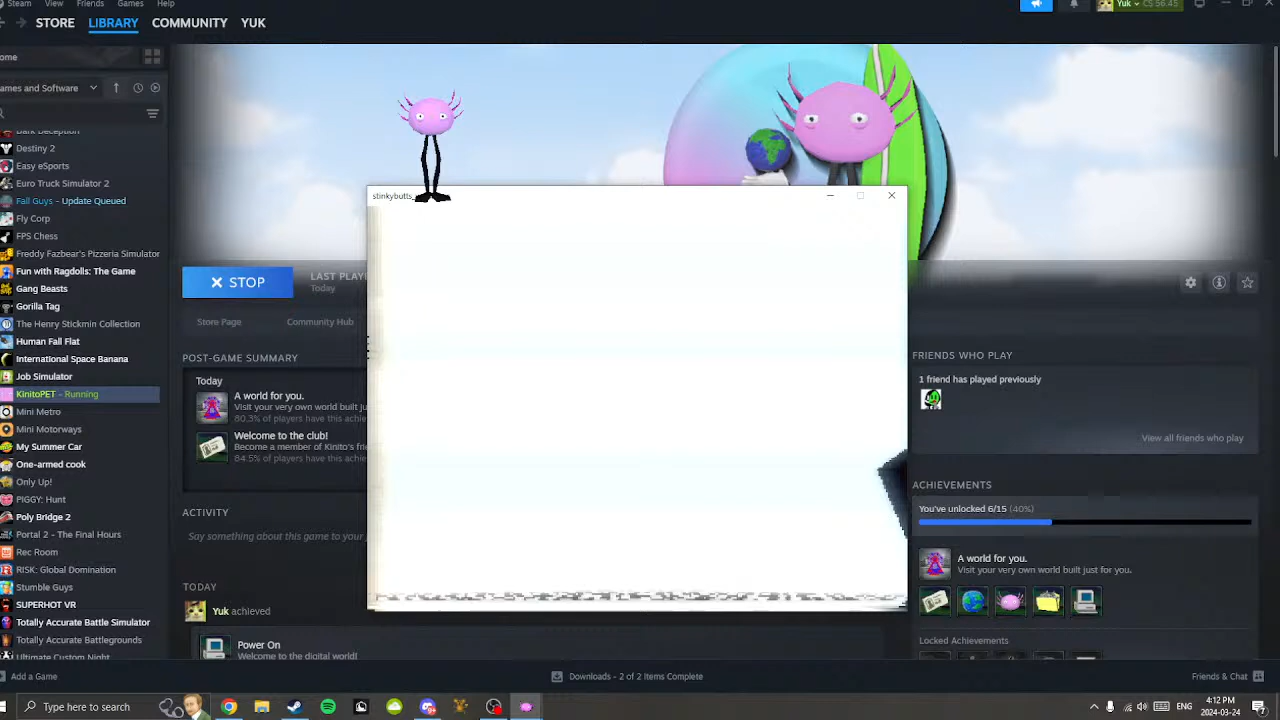 Steam View Friends Games Help
Yuk CS 56.45
STORE LIBRARY COMMUNITY YUK
ome
ames and Software
Dark Deception
Destiny 2
Easy eSports
Euro Truck Simulator 2
Fall Guys - Update Queued
Fly Corp
FPS Chess
Freddy Fazbear's Pizzeria Simulator
Fun with Ragdolls: The Game
Gang Beasts
Gorilla Tag
The Henry Stickmin Collection
Human Fall Flat
International Space Banana
Job Simulator
KinitoPET - Running
Mini Metro
Mini Motorways
My Summer Car
One-armed cook
Only Up!
PIGGY: Hunt
Poly Bridge 2
Portal 2 - The Final Hours
Rec Room
RISK: Global Domination
Stumble Guys
SUPERHOT VR
Totally Accurate Battle Simulator
Totally Accurate Battlegrounds
Ultimate Custom Night
stinkybutts_
STOP
LAST PLAY
Today
Store Page
Community Hub
POST-GAME SUMMARY
Today
A world for you.
Visit your very own world built jus
80.3% of players have this achie
Welcome to the club!
Become a member of Kinito's frie
84.5% of players have this achie
ACTIVITY
Say something about this game to your
TODAY
Yuk achieved
Power On
Welcome to the digital world!
FRIENDS WHO PLAY
1 friend has played previously
View all friends who play
ACHIEVEMENTS
You've unlocked 6/15 (40%)
A world for you.
Visit your very own world built just for you.
Locked Achievements
Add a Game
Downloads - 2 of 2 Items Complete
Friends & Chat
Type here to search
ENG
4:12 PM
2024-03-24